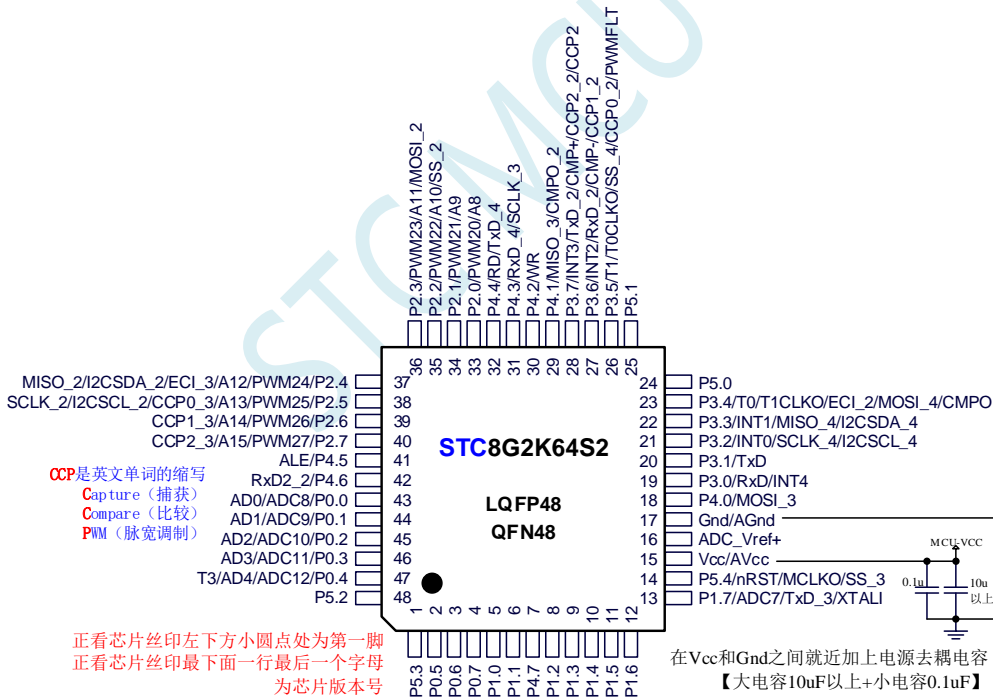 STCMCU
P2.3/PWM23/A11/MOSI_2
P2.2/PWM22/A10/SS_2
P2.1/PWM21/A9
P2.0/PWM20/A8
P4.4/RD/TxD_4
P4.3/RxD_4/SCLK_3
P4.2/WR
P4.1/MISO_3/CMPO_2
P3.7/INT3/TxD_2/CMP+/CCP2_2/CCP2
P3.6/INT2/RxD_2/CMP-/CCP1_2
P3.5/T1/T0CLKO/SS_4/CCP0_2/PWMFLT
P5.1
36 35 34 33 32 31 30 29 28 27 26 25
MISO_2/I2CSDA_2/ECI_3/A12/PWM24/P2.4 37
SCLK_2/I2CSCL_2/CCP0_3/A13/PWM25/P2.5 38
CCP1_3/A14/PWM26/P2.6 39
CCP2_3/A15/PWM27/P2.7 40
ALE/P4.5 41
RxD2_2/P4.6 42
AD0/ADC8/P0.0 43
AD1/ADC9/P0.1 44
AD2/ADC10/P0.2 45
AD3/ADC11/P0.3 46
T3/AD4/ADC12/P0.4 47
P5.2 48
CCP是英文单词的缩写
Capture（捕获）
Compare（比较）
PWM（脉宽调制）
STC8G2K64S2
LQFP48
QFN48
24 P5.0
23 P3.4/T0/T1CLKO/ECI_2/MOSI_4/CMPO
22 P3.3/INT1/MISO_4/I2CSDA_4
21 P3.2/INT0/SCLK_4/I2CSCL_4
20 P3.1/TxD
19 P3.0/RxD/INT4
18 P4.0/MOSI_3
17 Gnd/AGnd
16 ADC_Vref+
15 Vcc/AVcc
14 P5.4/nRST/MCLKO/SS_3
13 P1.7/ADC7/TxD_3/XTALI
MCU-VCC
0.1u
10u
以上
1 2 3 4 5 6 7 8 9 10 11 12
P5.3
P0.5
P0.6
P0.7
P1.0
P1.1
P4.7
P1.2
P1.3
P1.4
P1.5
P1.6
正看芯片丝印左下方小圆点处为第一脚
正看芯片丝印最下面一行最后一个字母
为芯片版本号
在Vcc和Gnd之间就近加上电源去耦电容
【大电容10uF以上+小电容0.1uF】